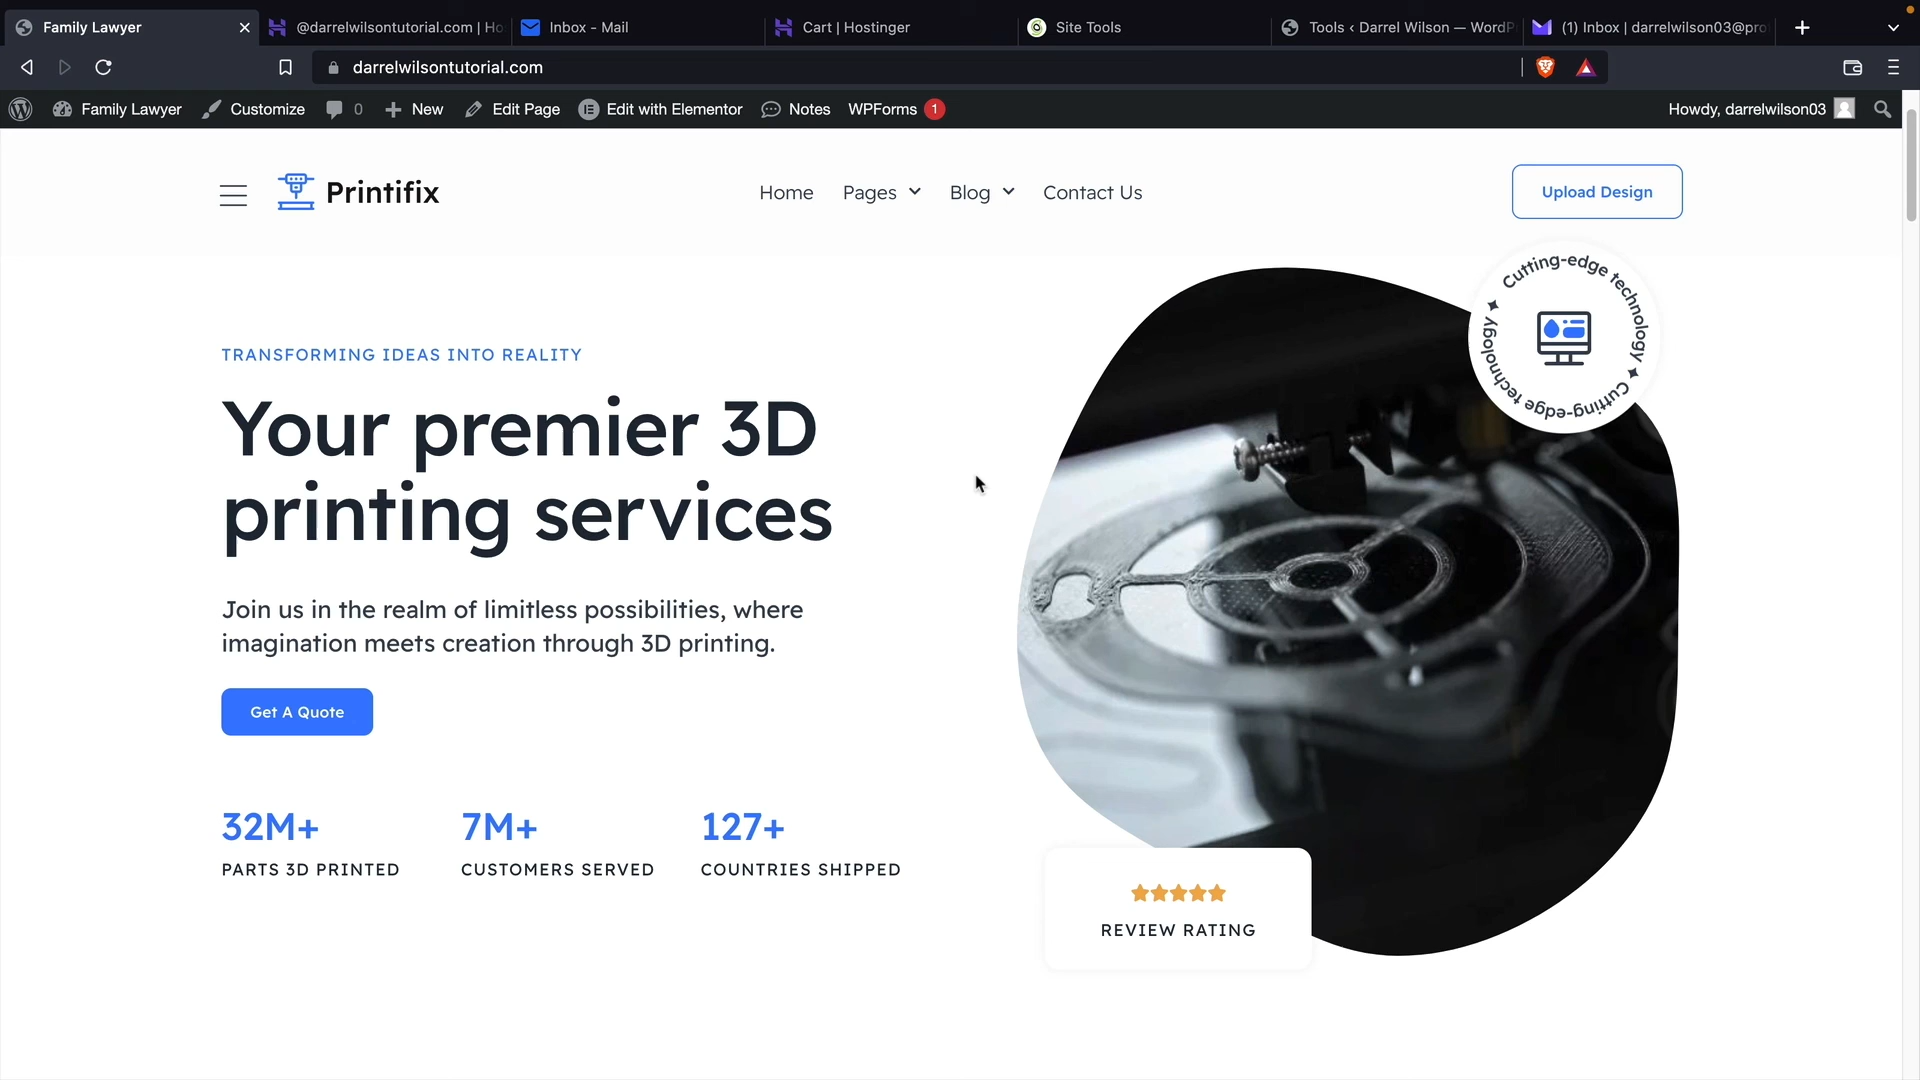 Family Lawyer
@darrelwilsontutorial.com | Ho
Inbox - Mail
Cart | Hostinger
Site Tools
Tools ‹ Darrel Wilson — WordP
(1) Inbox | darrelwilson03@pro
darrelwilsontutorial.com
Family Lawyer
Customize
0
New
Edit Page
Edit with Elementor
Notes
WPForms 1
Howdy, darrelwilson03
Printifix
Home
Pages
Blog
Contact Us
Upload Design
Cutting-edge technology ✦ Cutting-edge technology ✦
TRANSFORMING IDEAS INTO REALITY
Your premier 3D
printing services
Join us in the realm of limitless possibilities, where
imagination meets creation through 3D printing.
Get A Quote
32M+
PARTS 3D PRINTED
7M+
CUSTOMERS SERVED
127+
COUNTRIES SHIPPED
REVIEW RATING